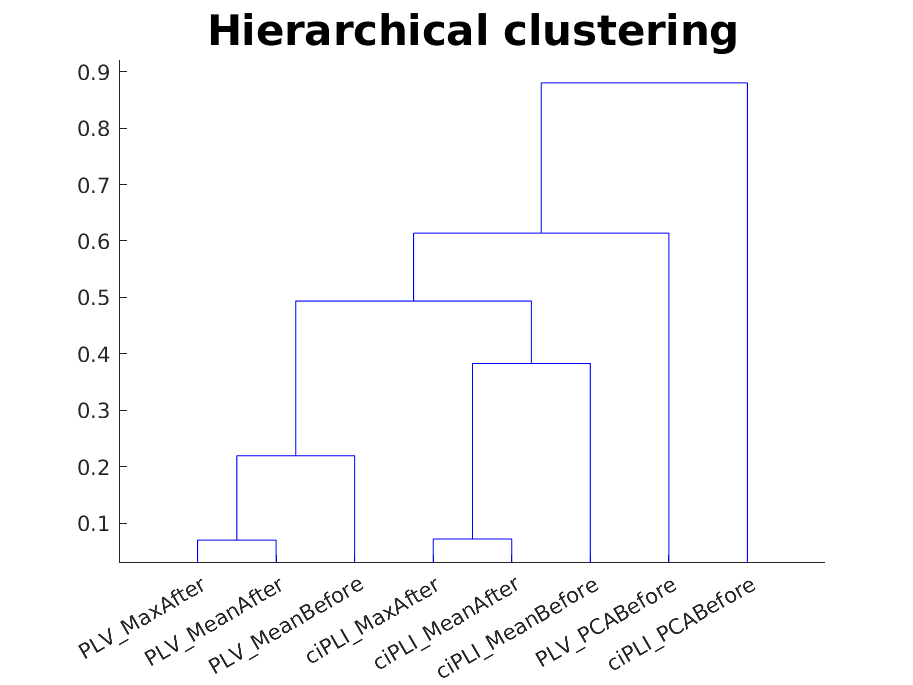 Hierarchical clustering
0.9
0.8
0.7
0.6
0.5
0.4
0.3
0.2
0.1
PLV_MaxAfter
PLV_MeanAfter
PLV_MeanBefore
ciPLI_MaxAfter
ciPLI_MeanAfter
ciPLI_MeanBefore
PLV_PCABefore
ciPLI_PCABefore